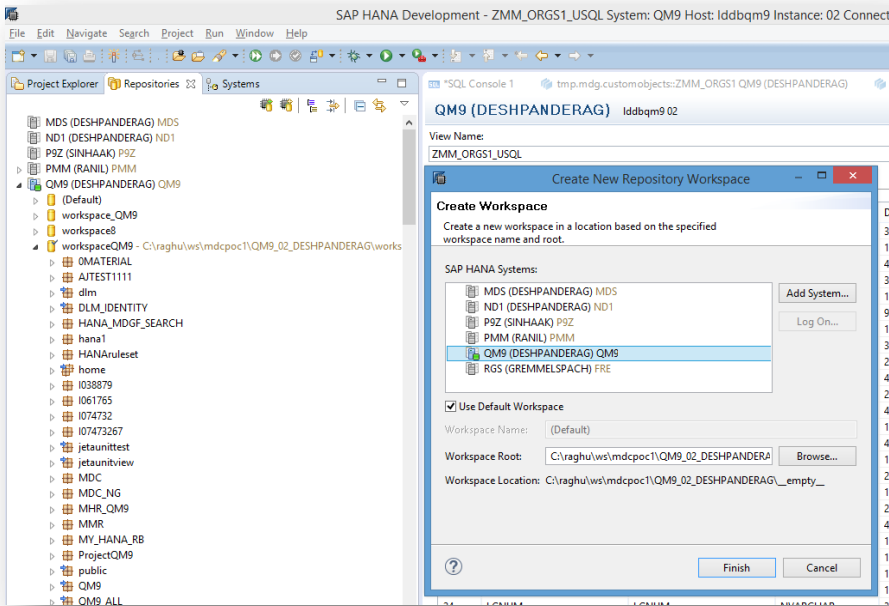 SAP HANA Development - ZMM_ORGS1_USQL System: QM9 Host: lddbqm9 Instance: 02 Connect
File Edit Navigate Search Project Run Window Help
Project Explorer Repositories Systems
*SQL Console 1 tmp.mdg.customobjects::ZMM_ORGS1 QM9 (DESHPANDERAG)
QM9 (DESHPANDERAG) lddbqm9 02
View Name:
ZMM_ORGS1_USQL
MDS (DESHPANDERAG) MDS
ND1 (DESHPANDERAG) ND1
P9Z (SINHAAK) P9Z
PMM (RANIL) PMM
QM9 (DESHPANDERAG) QM9
(Default)
workspace_QM9
workspace8
workspaceQM9 - C:\raghu\ws\mdcpoc1\QM9_02_DESHPANDERAG\works
0MATERIAL
AJTEST1111
dlm
DLM_IDENTITY
HANA_MDGF_SEARCH
hana1
HANAruleset
home
I038879
I061765
I074732
I07473267
jetaunittest
jetaunitview
MDC
MDC_NG
MHR_QM9
MMR
MY_HANA_RB
ProjectQM9
public
QM9
QM9_ALL
Create New Repository Workspace
Create Workspace
Create a new workspace in a location based on the specified
workspace name and root.
SAP HANA Systems:
MDS (DESHPANDERAG) MDS
ND1 (DESHPANDERAG) ND1
P9Z (SINHAAK) P9Z
PMM (RANIL) PMM
QM9 (DESHPANDERAG) QM9
RGS (GREMMELSPACH) FRE
Add System...
Log On...
Use Default Workspace
Workspace Name: (Default)
Workspace Root: C:\raghu\ws\mdcpoc1\QM9_02_DESHPANDERA Browse...
Workspace Location: C:\raghu\ws\mdcpoc1\QM9_02_DESHPANDERAG\__empty__
Finish Cancel